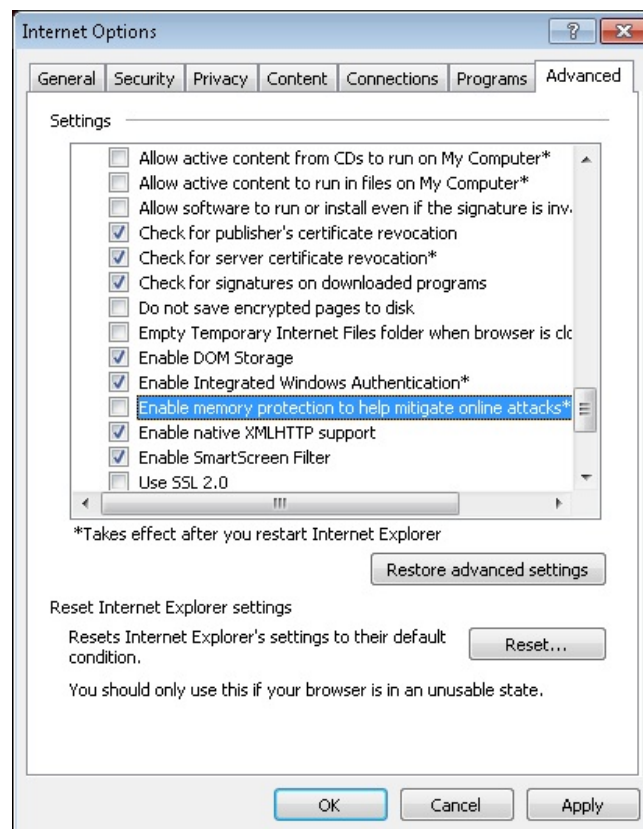 Internet Options
General Security Privacy Content Connections Programs Advanced
Settings
Allow active content from CDs to run on My Computer*
Allow active content to run in files on My Computer*
Allow software to run or install even if the signature is inv
Check for publisher's certificate revocation
Check for server certificate revocation*
Check for signatures on downloaded programs
Do not save encrypted pages to disk
Empty Temporary Internet Files folder when browser is clo
Enable DOM Storage
Enable Integrated Windows Authentication*
Enable memory protection to help mitigate online attacks*
Enable native XMLHTTP support
Enable SmartScreen Filter
Use SSL 2.0
*Takes effect after you restart Internet Explorer
Restore advanced settings
Reset Internet Explorer settings
Resets Internet Explorer's settings to their default
condition.
Reset...
You should only use this if your browser is in an unusable state.
OK Cancel Apply